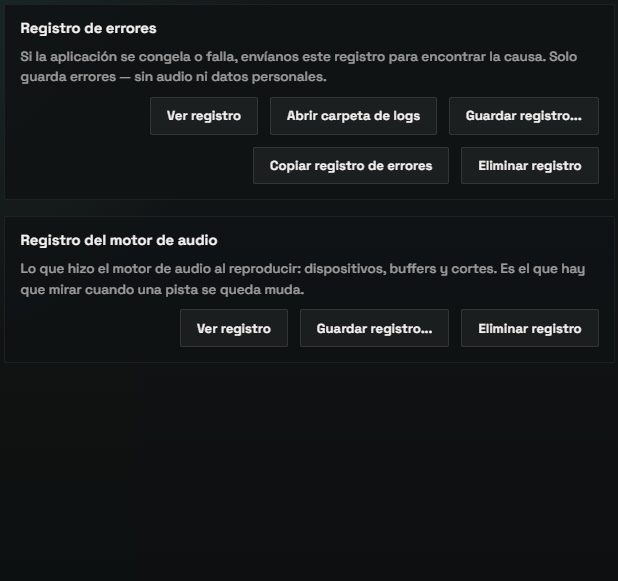 Registro de errores
Si la aplicación se congela o falla, envíanos este registro para encontrar la causa. Solo
guarda errores — sin audio ni datos personales.
Ver registro
Abrir carpeta de logs
Guardar registro...
Copiar registro de errores
Eliminar registro
Registro del motor de audio
Lo que hizo el motor de audio al reproducir: dispositivos, buffers y cortes. Es el que hay
que mirar cuando una pista se queda muda.
Ver registro
Guardar registro...
Eliminar registro